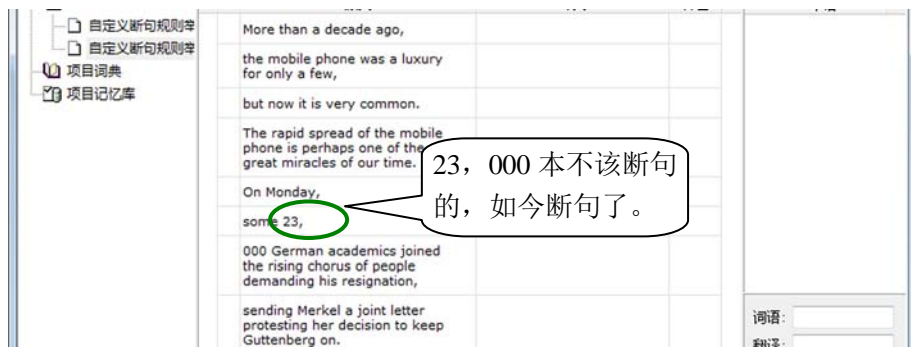 自定义断句规则
自定义断句规则
项目词典
项目记忆库
More than a decade ago,
the mobile phone was a luxury
for only a few,
but now it is very common.
The rapid spread of the mobile
phone is perhaps one of the
great miracles of our time.
On Monday,
some 23,
000 German academics joined
the rising chorus of people
demanding his resignation,
sending Merkel a joint letter
protesting her decision to keep
Guttenberg on.
23，000 本不该断句
的，如今断句了。
词语: